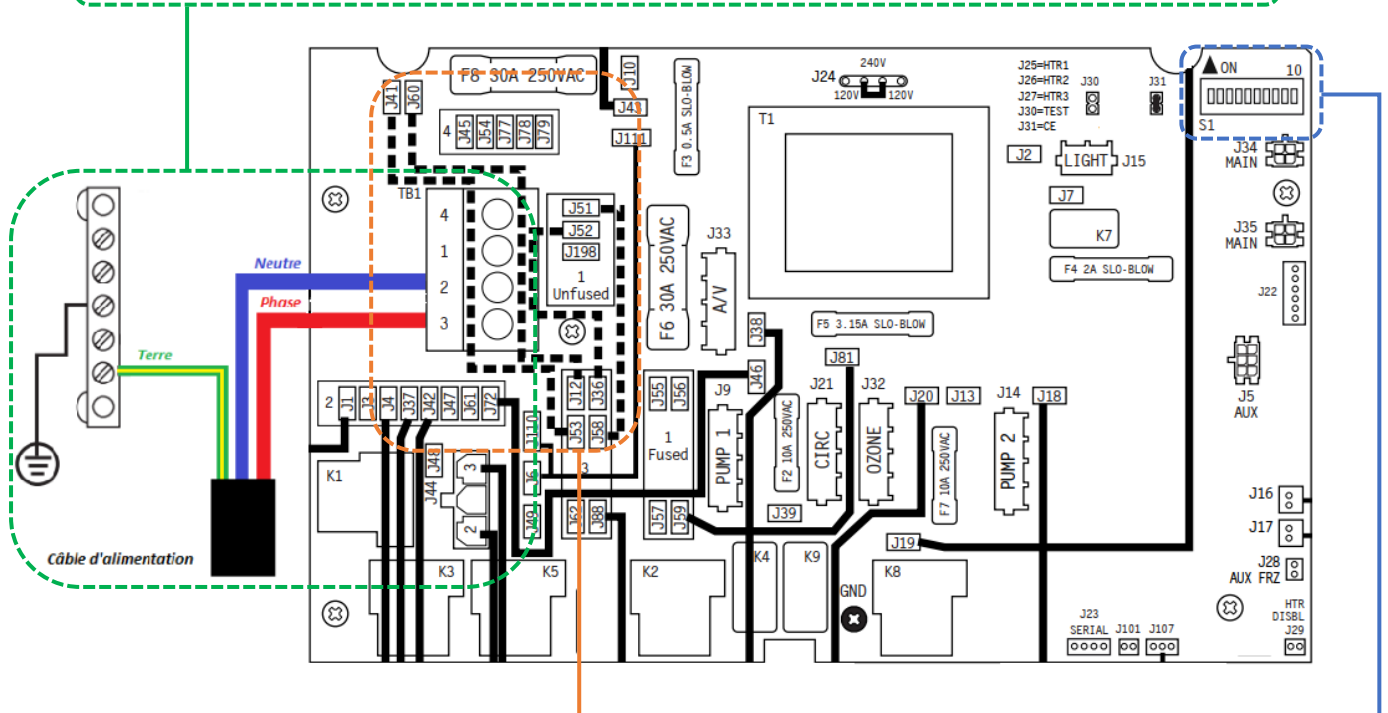 F8 30A 250VAC
J10
J43
J41
J60
J111
4
J45
J54
J77
J78
J79
F3 0.5A SLO-BLOW
240V
J24
120V
120V
J25=HTR1
J26=HTR2
J27=HTR3
J30=TEST
J31=CE
J30
J31
ON
10
S1
T1
J2
LIGHT
J15
J34
MAIN
J7
K7
J35
MAIN
F4 2A SLO-BLOW
J22
TB1
4
1
2
3
J51
J52
J198
1
Unfused
F6 30A 250VAC
J33
A/V
Neutre
Phase
Terre
J38
F5 3.15A SLO-BLOW
J81
J46
J5
AUX
2
J1
J3
J4
J37
J42
J47
J61
J72
J110
J12
J36
J53
J58
3
J55
J56
1
Fused
J9
PUMP 1
F2 10A 250VAC
J21
CIRC
J32
OZONE
J20
J13
J14
PUMP 2
J18
F7 10A 250VAC
K1
J48
J44
3
2
J6
J49
J62
J88
J57
J59
J39
J19
J16
J17
J28
AUX FRZ
Câble d'alimentation
K3
K5
K2
K4
K9
K8
GND
J23
SERIAL
J101
J107
HTR
DISBL
J29